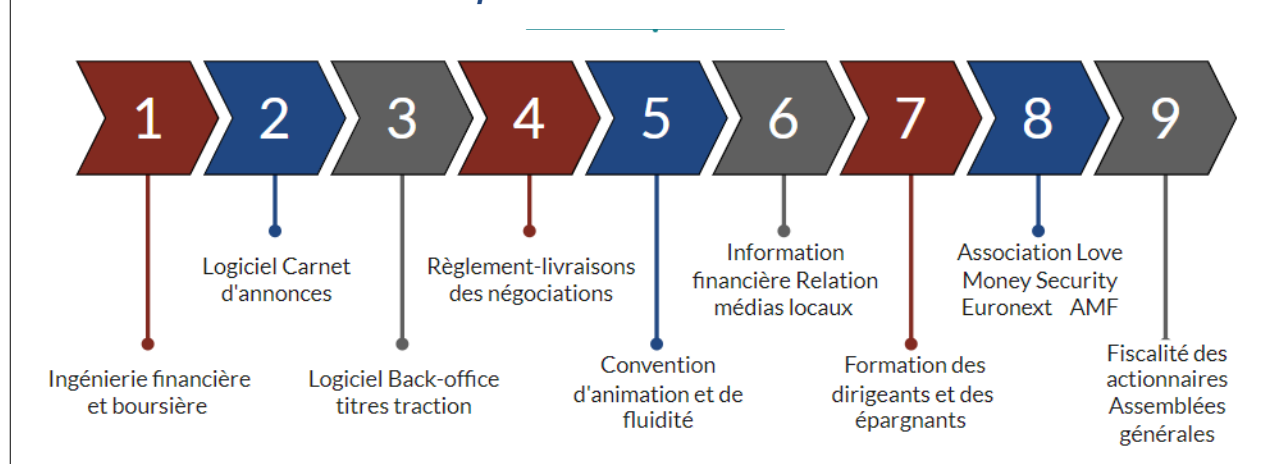 1 2 3 4 5 6 7 8 9
Ingénierie financière
et boursière
Logiciel Carnet
d'annonces
Logiciel Back-office
titres traction
Règlement-livraisons
des négociations
Convention
d'animation et de
fluidité
Information
financière Relation
médias locaux
Formation des
dirigeants et des
épargnants
Association Love
Money Security
Euronext AMF
Fiscalité des
actionnaires
Assemblées
générales